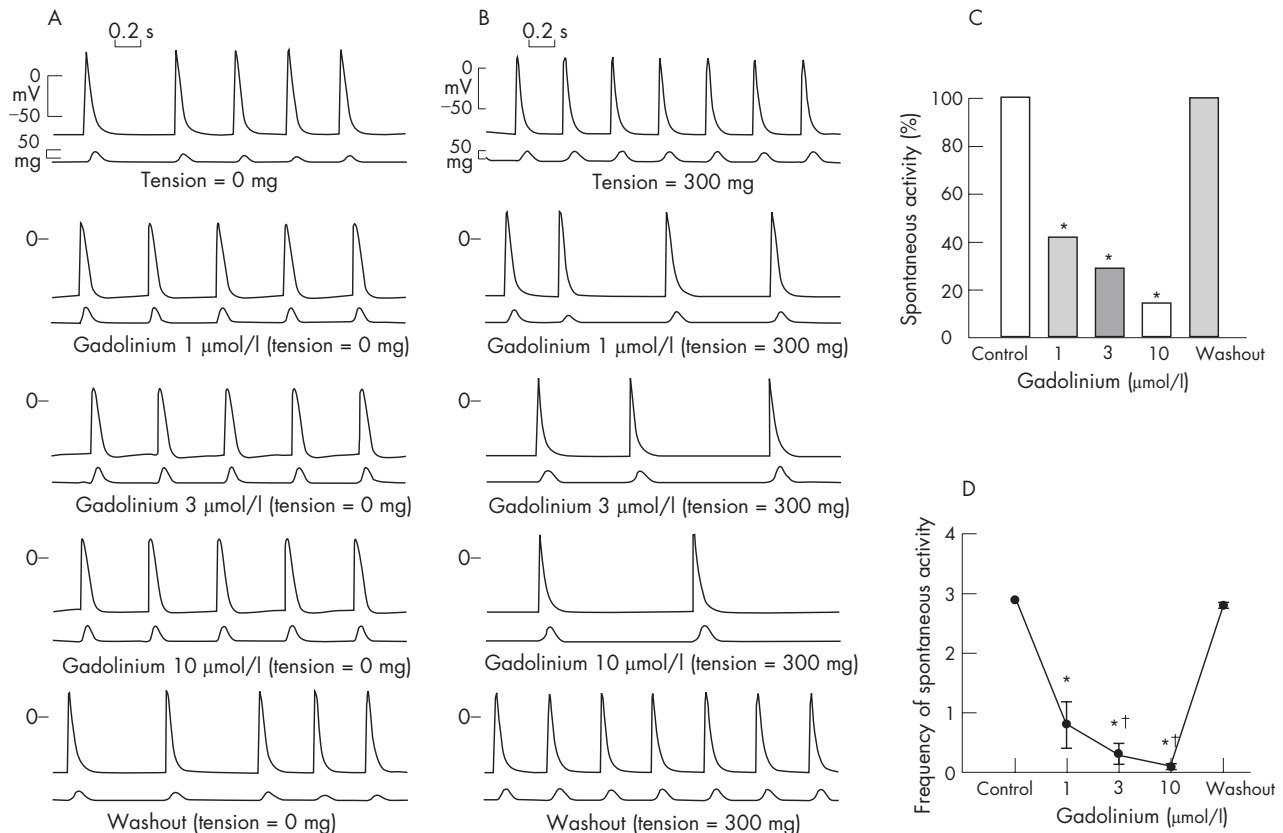 A
0.2 s
0
mV
−50
50
mg
Tension = 0 mg
0–
Gadolinium 1 μmol/l (tension = 0 mg)
0–
Gadolinium 3 μmol/l (tension = 0 mg)
0–
Gadolinium 10 μmol/l (tension = 0 mg)
0–
Washout (tension = 0 mg)
B
0.2 s
0
mV
−50
50
mg
Tension = 300 mg
0–
Gadolinium 1 μmol/l (tension = 300 mg)
0–
Gadolinium 3 μmol/l (tension = 300 mg)
0–
Gadolinium 10 μmol/l (tension = 300 mg)
0–
Washout (tension = 300 mg)
C
Spontaneous activity (%)
100
80
60
40
20
0
*
*
*
Control 1 3 10 Washout
Gadolinium (μmol/l)
D
Frequency of spontaneous activity
4
3
2
1
0
*
*†
*†
Control 1 3 10 Washout
Gadolinium (μmol/l)